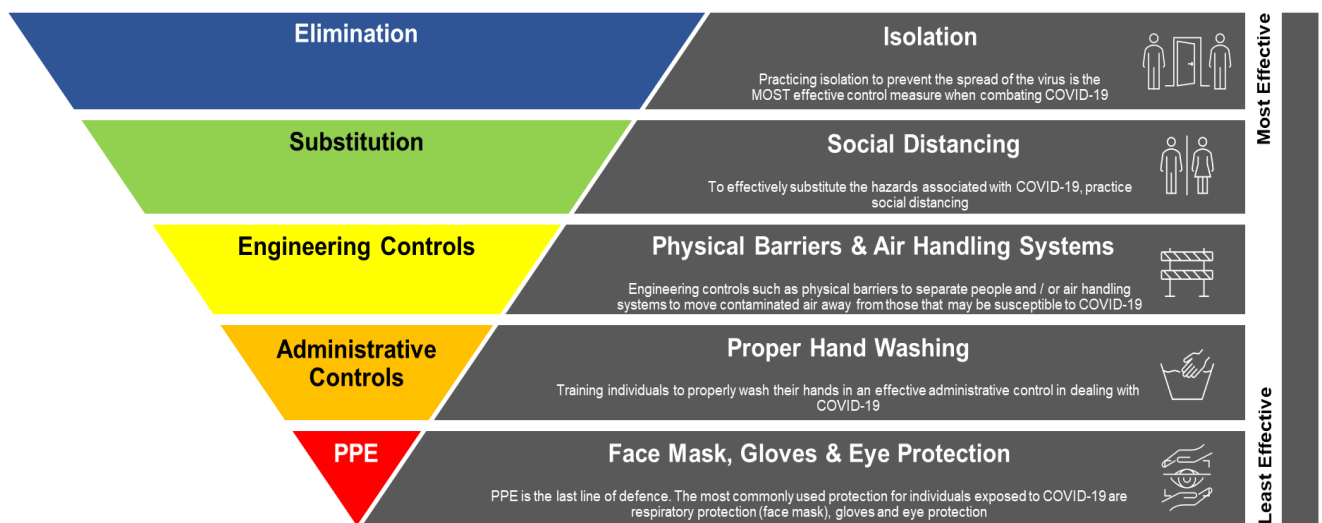 Elimination
Isolation
Practicing isolation to prevent the spread of the virus is the
MOST effective control measure when combating COVID-19
Most Effective
Substitution
Social Distancing
To effectively substitute the hazards associated with COVID-19, practice
social distancing
Engineering Controls
Physical Barriers & Air Handling Systems
Engineering controls such as physical barriers to separate people and / or air handling
systems to move contaminated air away from those that may be susceptible to COVID-19
Administrative
Controls
Proper Hand Washing
Training individuals to properly wash their hands in an effective administrative control in dealing with
COVID-19
PPE
Face Mask, Gloves & Eye Protection
PPE is the last line of defence. The most commonly used protection for individuals exposed to COVID-19 are
respiratory protection (face mask), gloves and eye protection
Least Effective